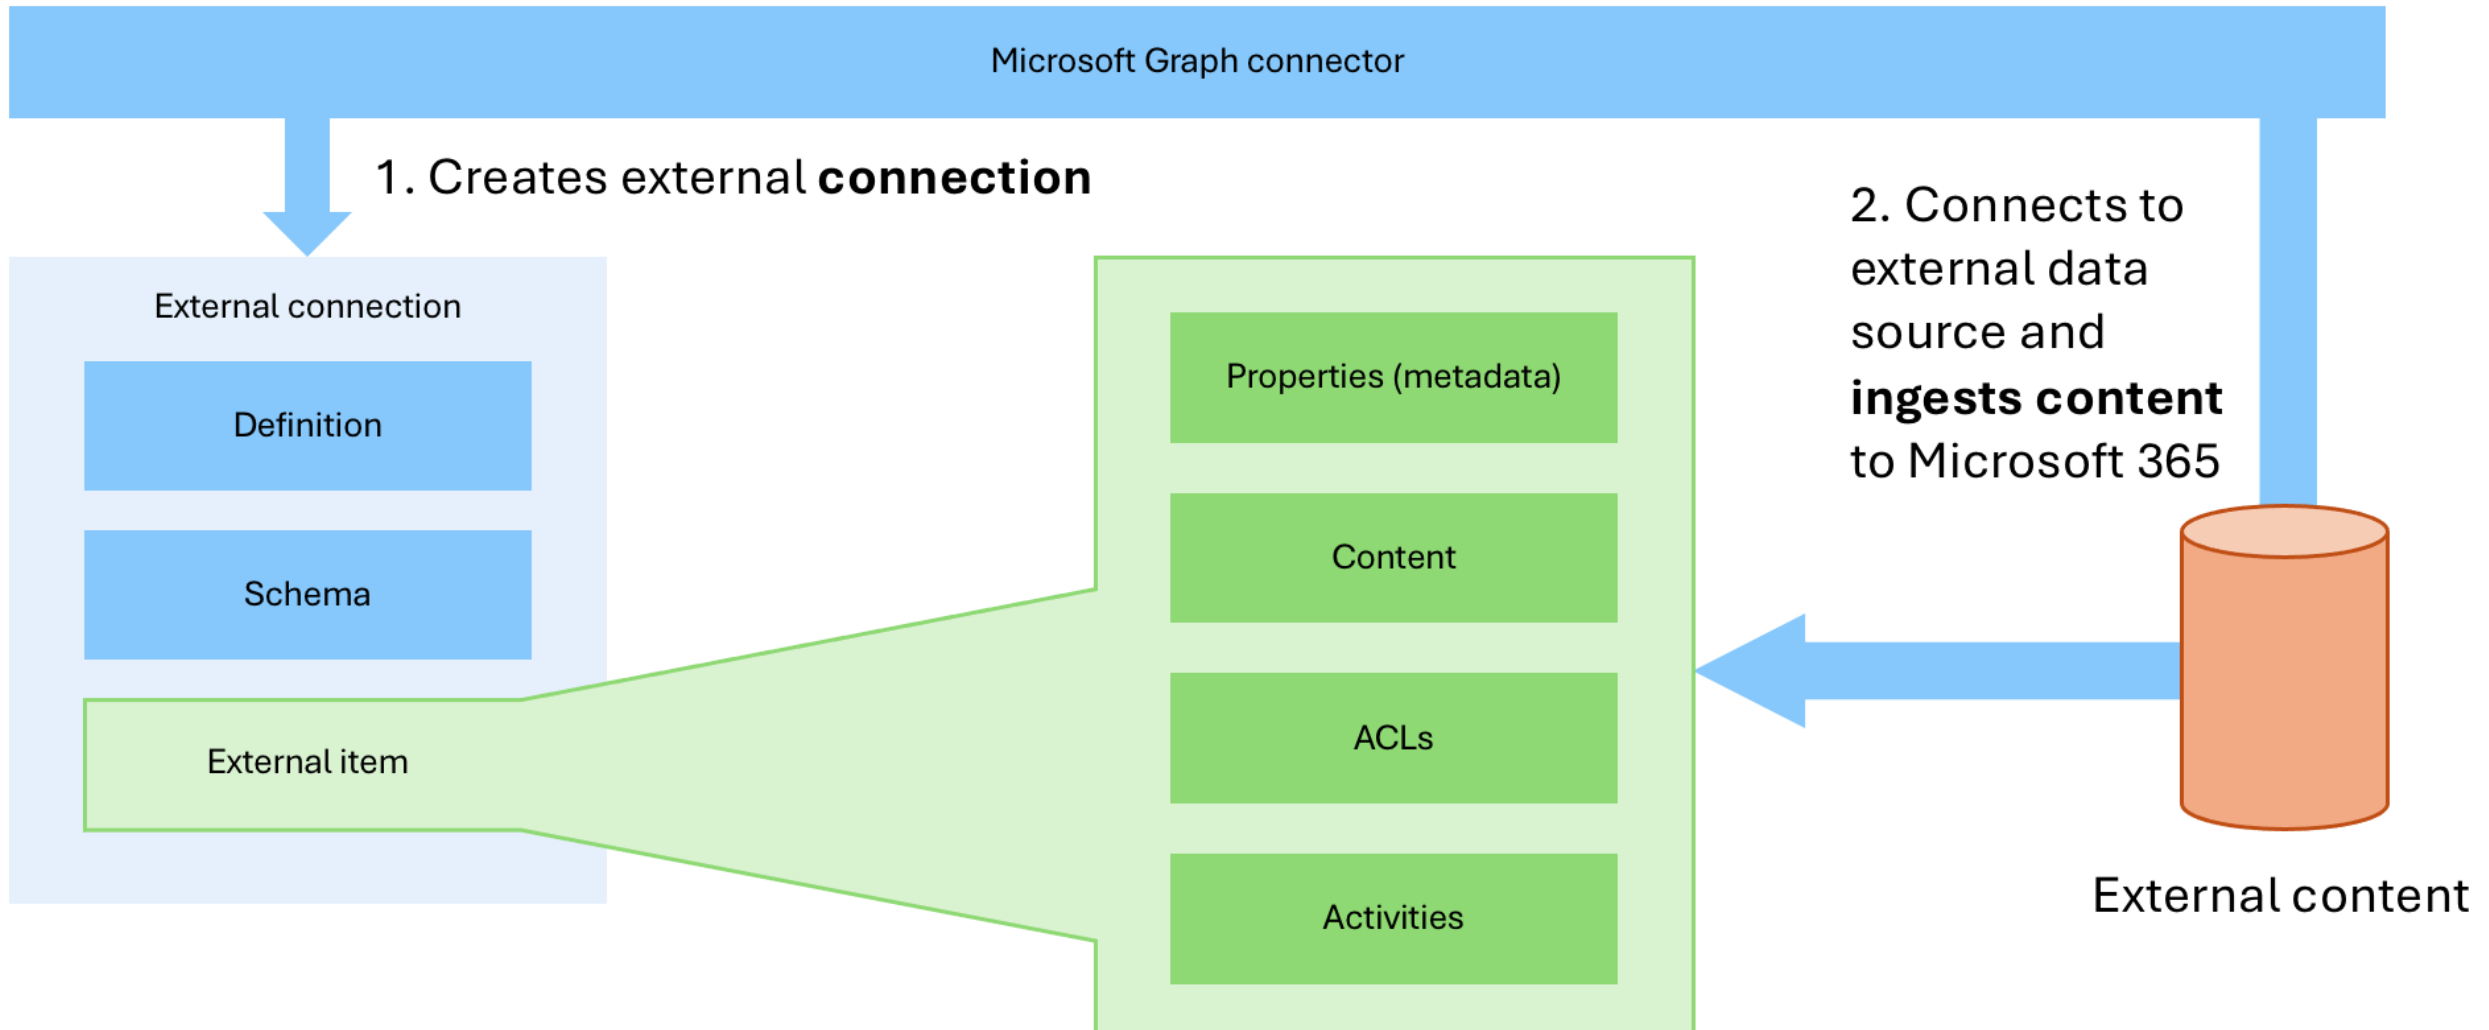 Microsoft Graph connector
1. Creates external connection
2. Connects to
external data
source and
ingests content
to Microsoft 365
External connection
Definition
Schema
External item
Properties (metadata)
Content
ACLs
Activities
External content